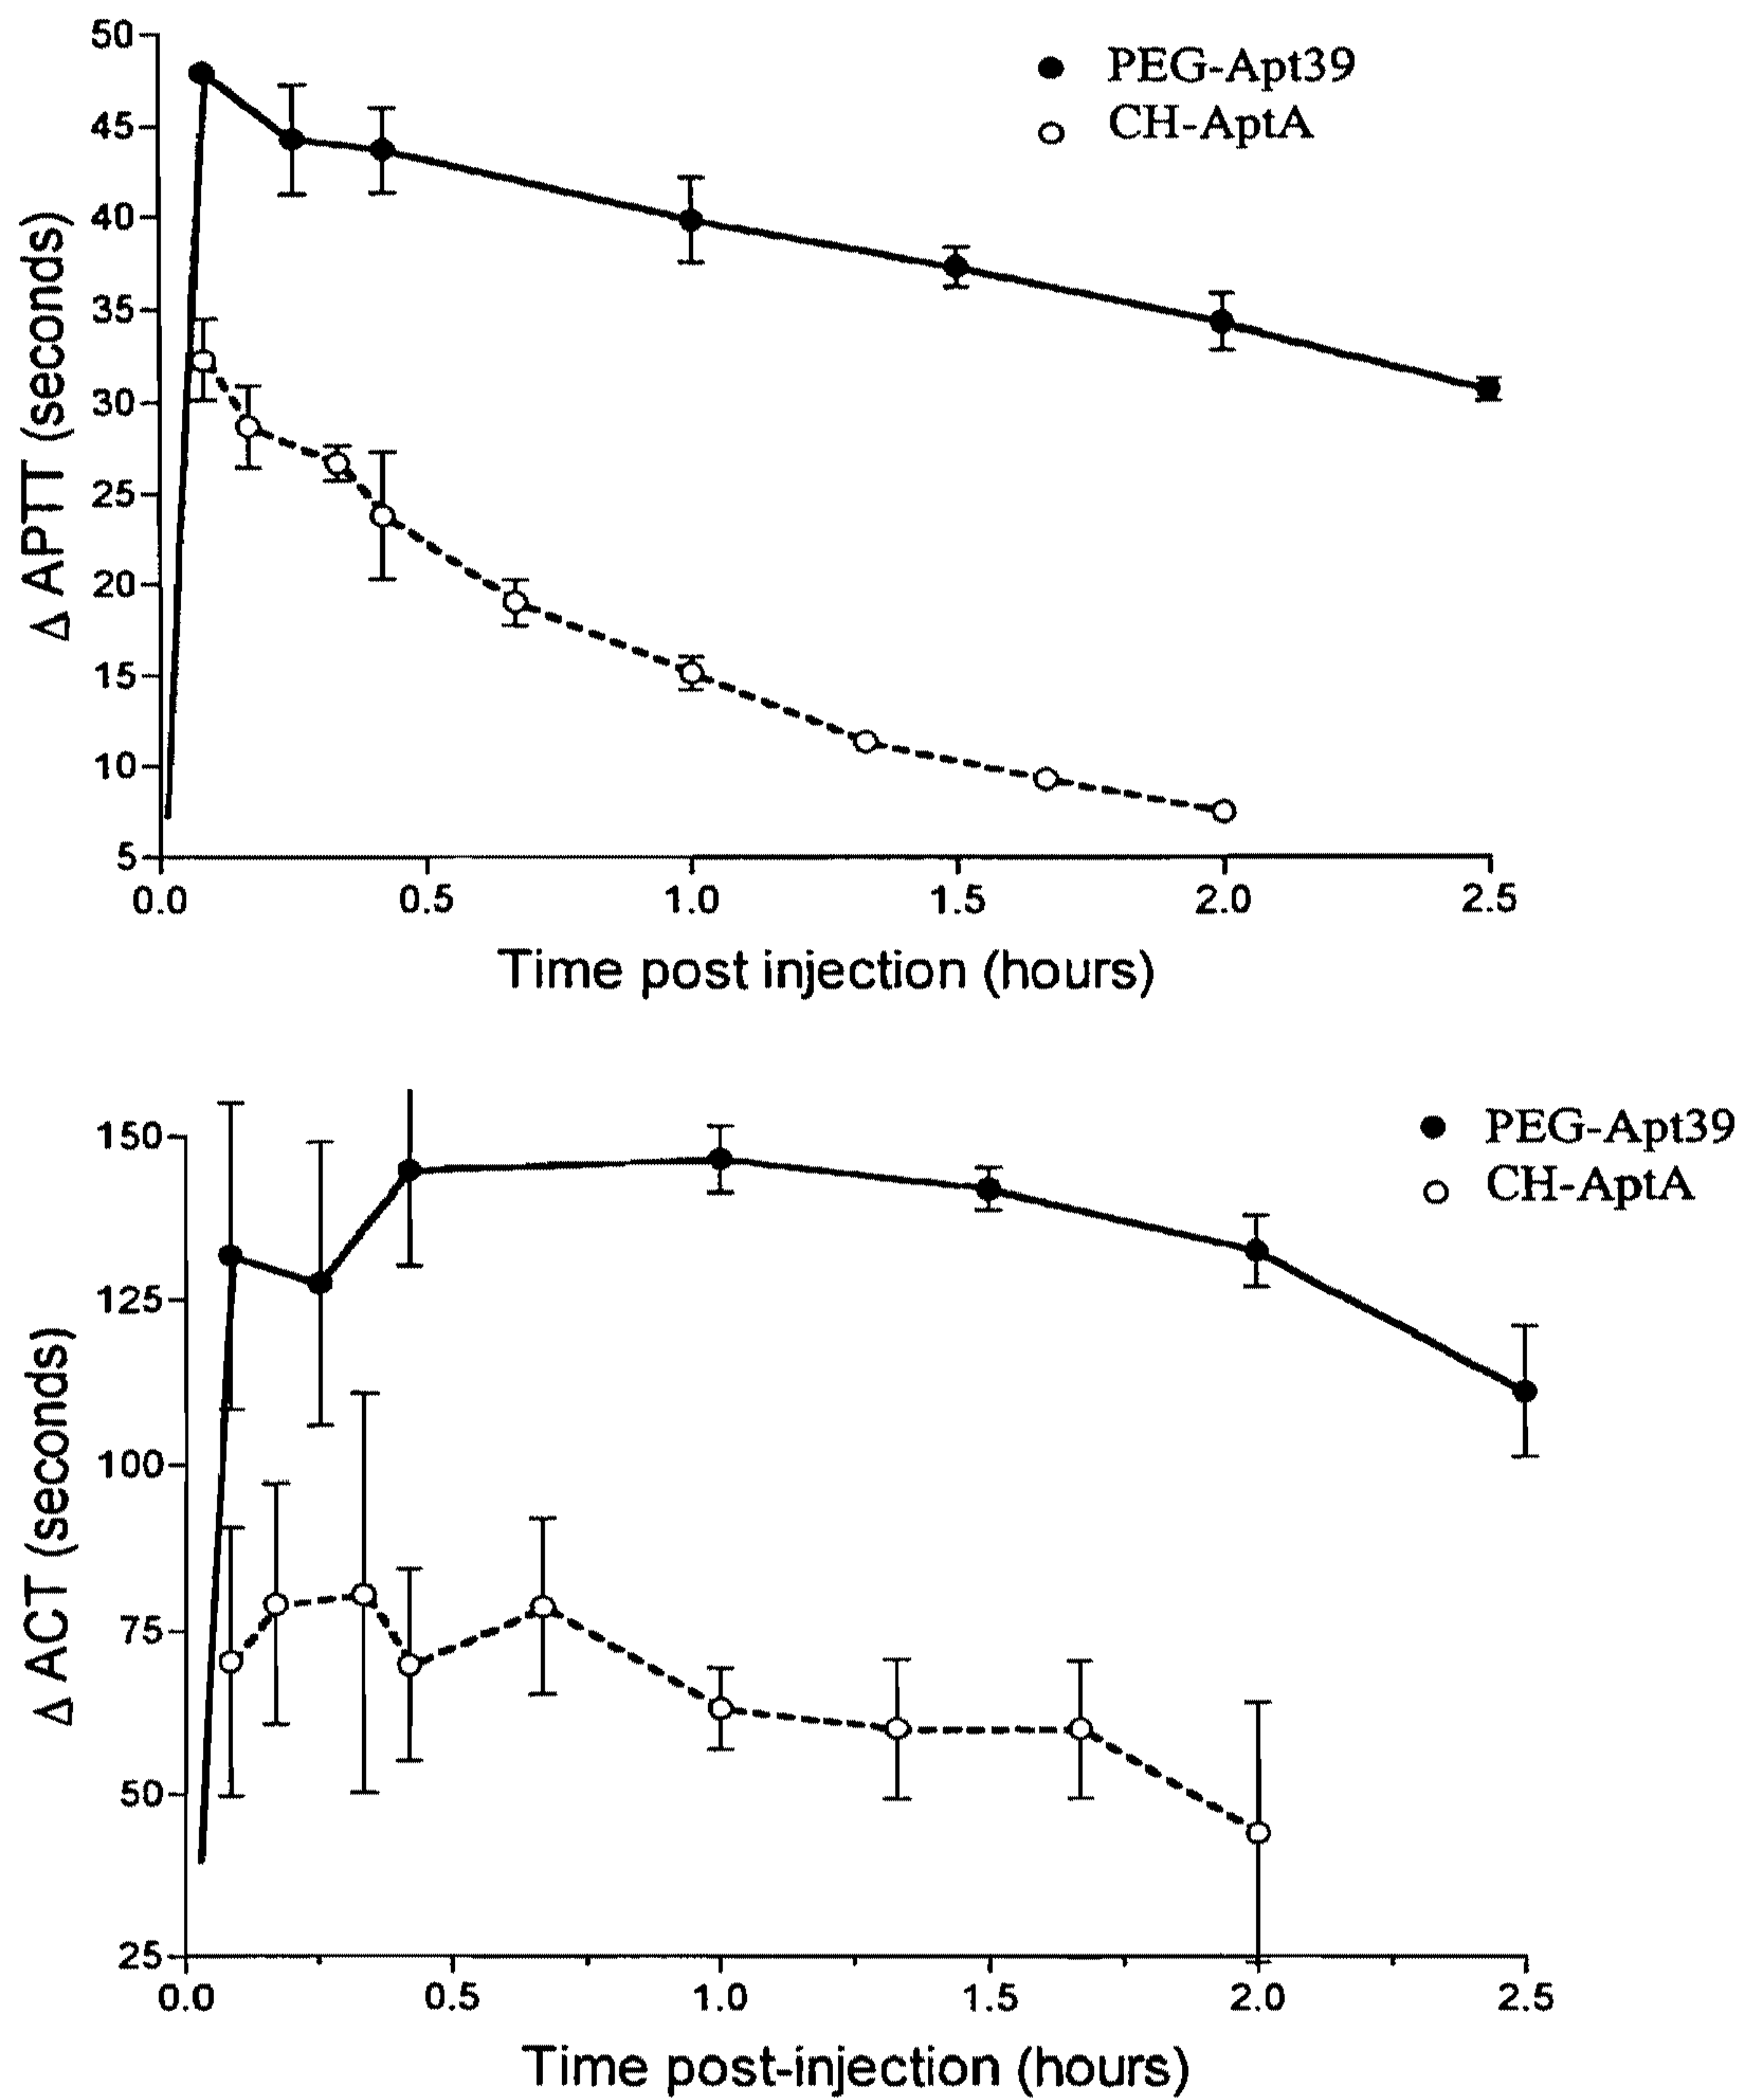 50
PEG-Apt39
CH-AptA
45
40
35
30
25
20
15
10
5
Δ APTT (seconds)
0.0 0.5 1.0 1.5 2.0 2.5
Time post injection (hours)
150
PEG-Apt39
CH-AptA
125
100
75
50
25
Δ ACT (seconds)
0.0 0.5 1.0 1.5 2.0 2.5
Time post-injection (hours)